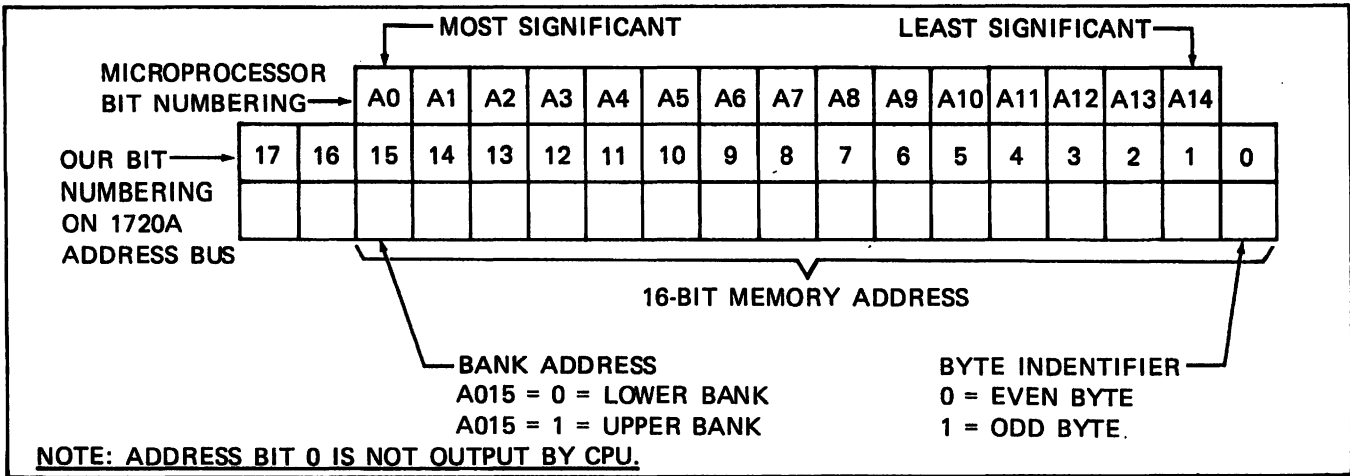 MOST SIGNIFICANT LEAST SIGNIFICANT
MICROPROCESSOR
BIT NUMBERING
A0 A1 A2 A3 A4 A5 A6 A7 A8 A9 A10 A11 A12 A13 A14
OUR BIT
NUMBERING
ON 1720A
ADDRESS BUS
17 16 15 14 13 12 11 10 9 8 7 6 5 4 3 2 1 0
16-BIT MEMORY ADDRESS
BANK ADDRESS
A015 = 0 = LOWER BANK
A015 = 1 = UPPER BANK
BYTE INDENTIFIER
0 = EVEN BYTE
1 = ODD BYTE.
NOTE: ADDRESS BIT 0 IS NOT OUTPUT BY CPU.